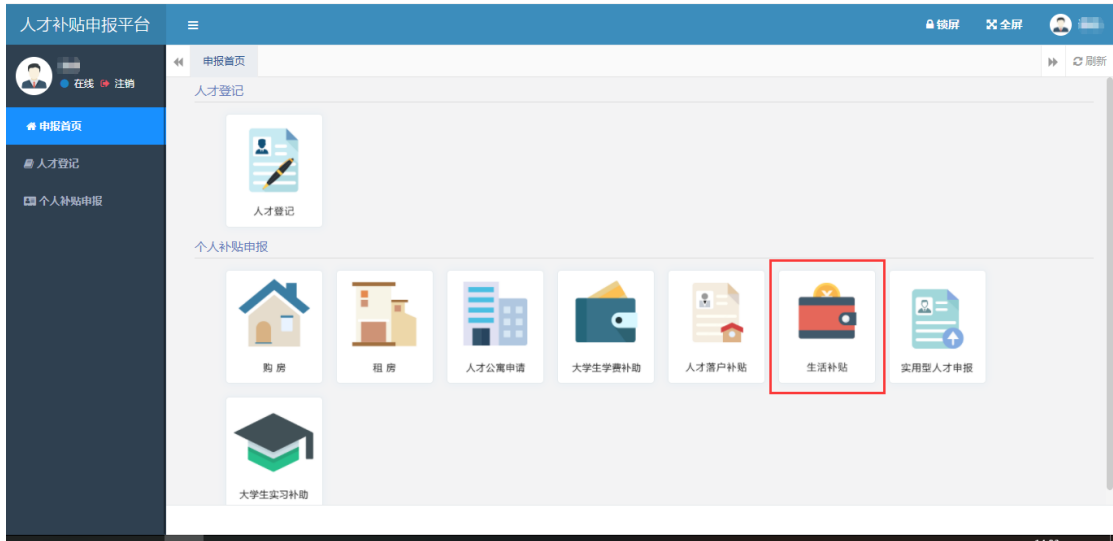 人才补贴申报平台
锁屏 全屏
在线 注销
申报首页
刷新
申报首页
人才登记
个人补贴申报
人才登记
人才登记
个人补贴申报
购房 租房 人才公寓申请 大学生学费补助 人才落户补贴 生活补贴 实用型人才申报
大学生实习补助